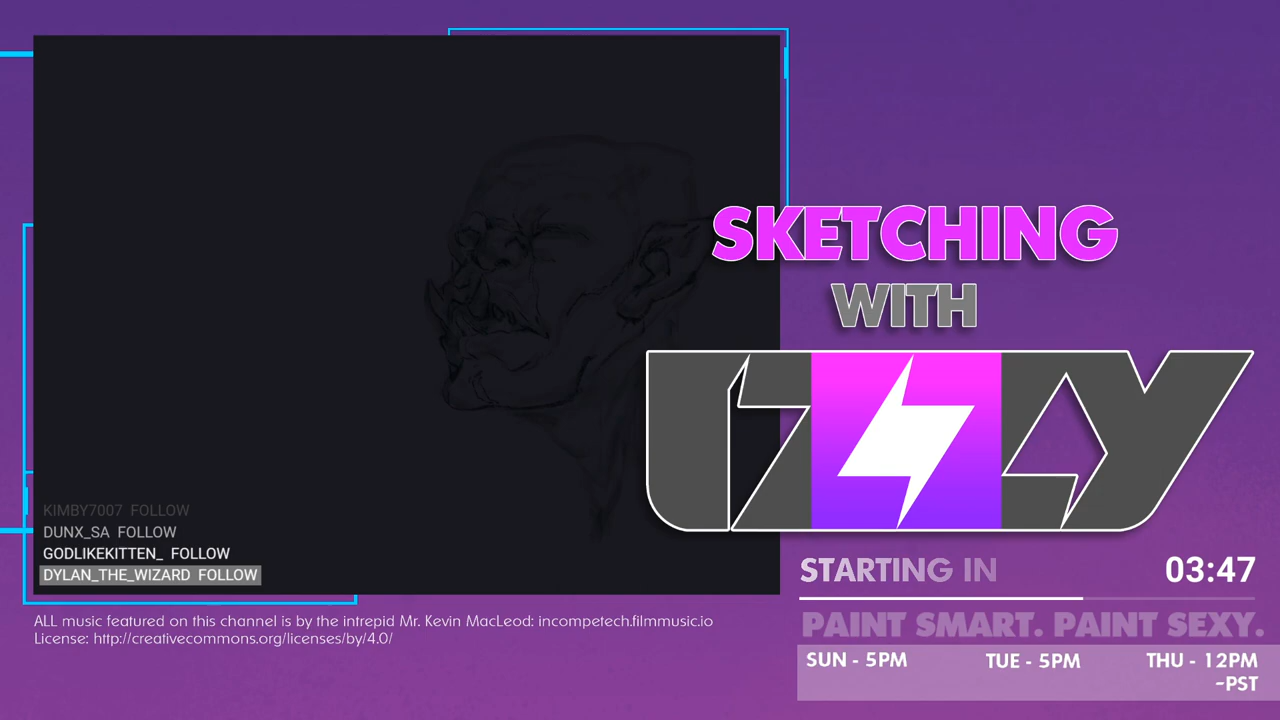 SKETCHING
WITH
IZZY
KIMBY7007 FOLLOW
DUNX_SA FOLLOW
GODLIKEKITTEN_ FOLLOW
DYLAN_THE_WIZARD FOLLOW
ALL music featured on this channel is by the intrepid Mr. Kevin MacLeod: incompetech.filmmusic.io
License: http://creativecommons.org/licenses/by/4.0/
STARTING IN 03:47
PAINT SMART. PAINT SEXY.
SUN - 5PM TUE - 5PM THU - 12PM
-PST